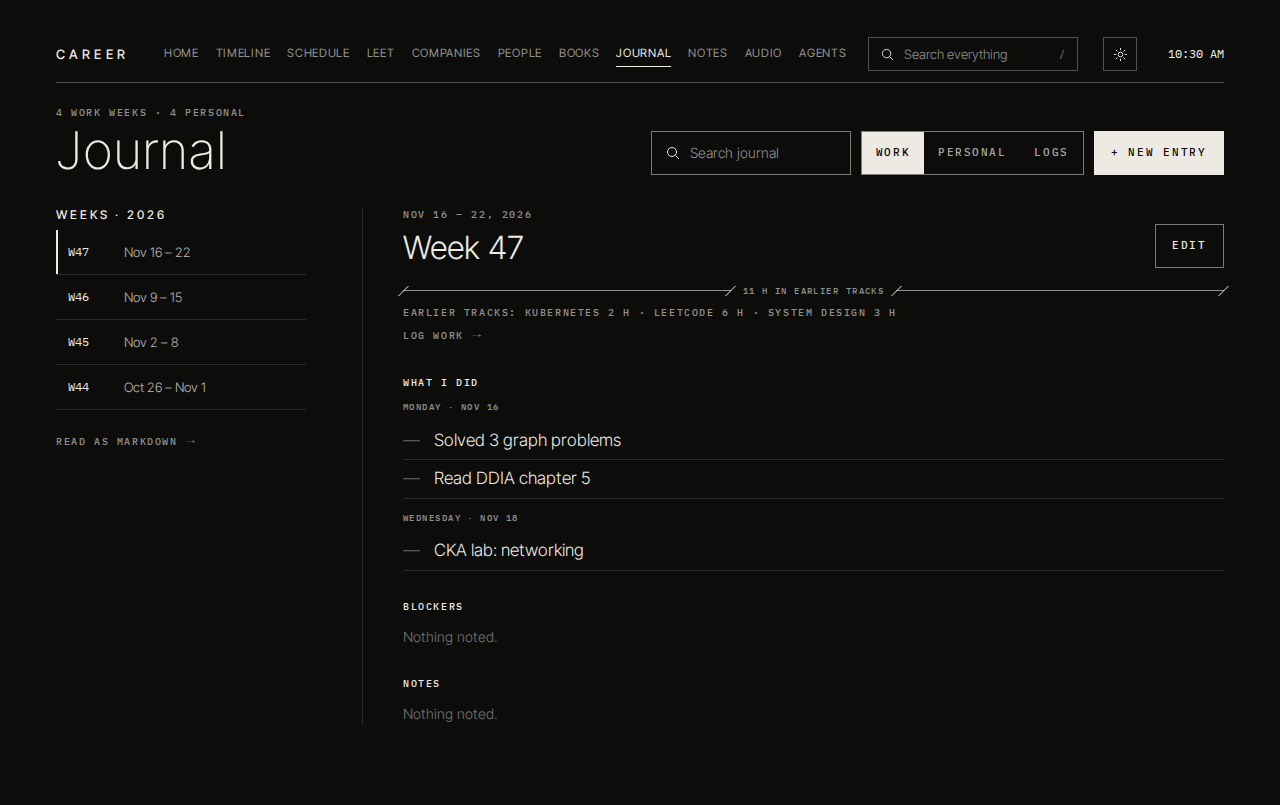 CAREER HOME TIMELINE SCHEDULE LEET COMPANIES PEOPLE BOOKS JOURNAL NOTES AUDIO AGENTS Search everything / 10:30 AM
4 WORK WEEKS · 4 PERSONAL
Journal
Search journal WORK PERSONAL LOGS + NEW ENTRY
WEEKS · 2026
W47 Nov 16 – 22
W46 Nov 9 – 15
W45 Nov 2 – 8
W44 Oct 26 – Nov 1
READ AS MARKDOWN →
NOV 16 – 22, 2026
Week 47
EDIT
11 H IN EARLIER TRACKS
EARLIER TRACKS: KUBERNETES 2 H · LEETCODE 6 H · SYSTEM DESIGN 3 H
LOG WORK →
WHAT I DID
MONDAY · NOV 16
— Solved 3 graph problems
— Read DDIA chapter 5
WEDNESDAY · NOV 18
— CKA lab: networking
BLOCKERS
Nothing noted.
NOTES
Nothing noted.